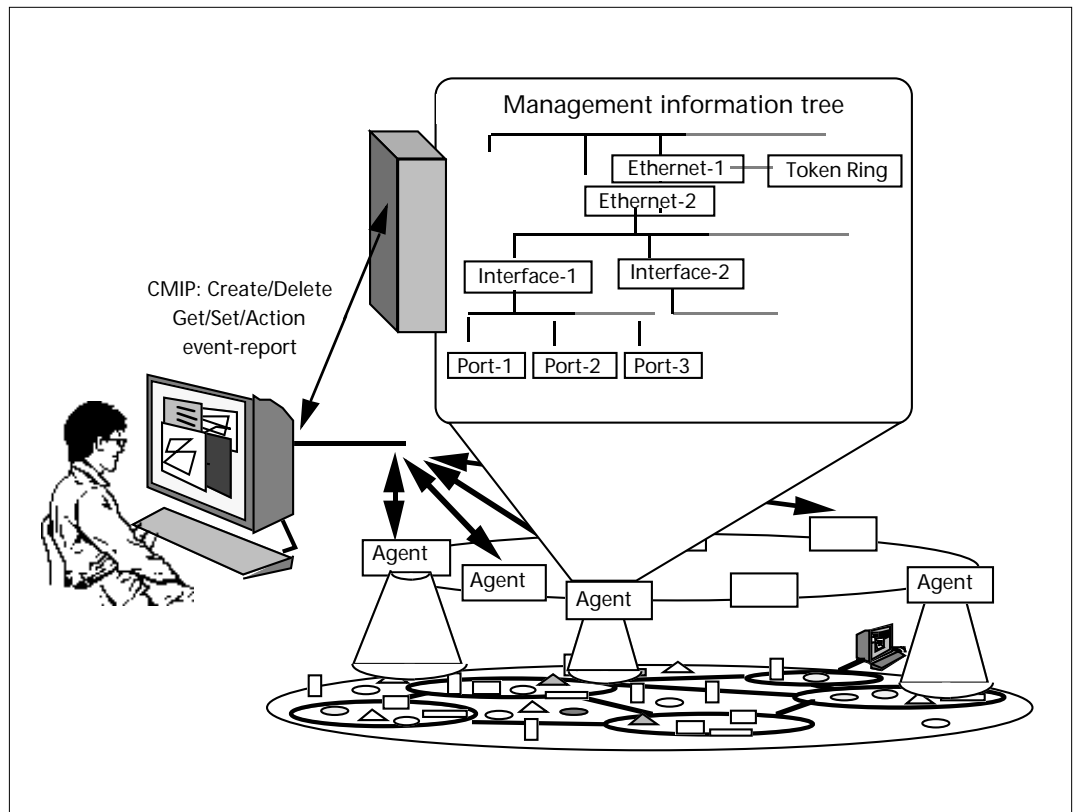 Management information tree
Ethernet-1
Token Ring
Ethernet-2
Interface-1
Interface-2
Port-1
Port-2
Port-3
CMIP: Create/Delete
Get/Set/Action
event-report
Agent
Agent
Agent
Agent